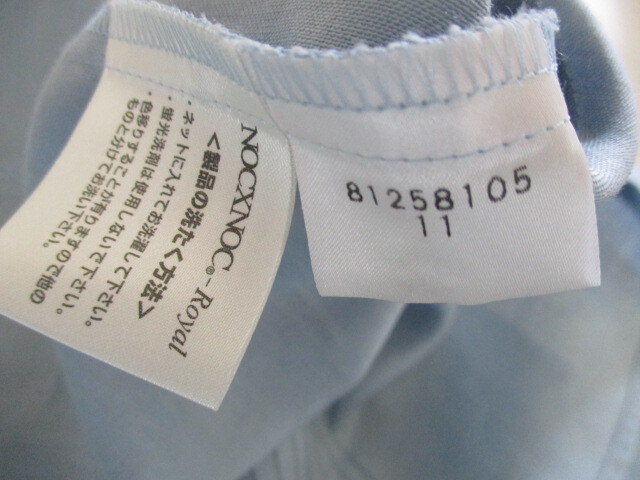 NOCXNOC®-Royal
<製品の洗たく方法>
・ネットに入れてお洗濯して下さい。
・蛍光洗剤は使用しないで下さい。
・色移りすることが有りますので他の
ものと分けてお洗い下さい。
81258105
11